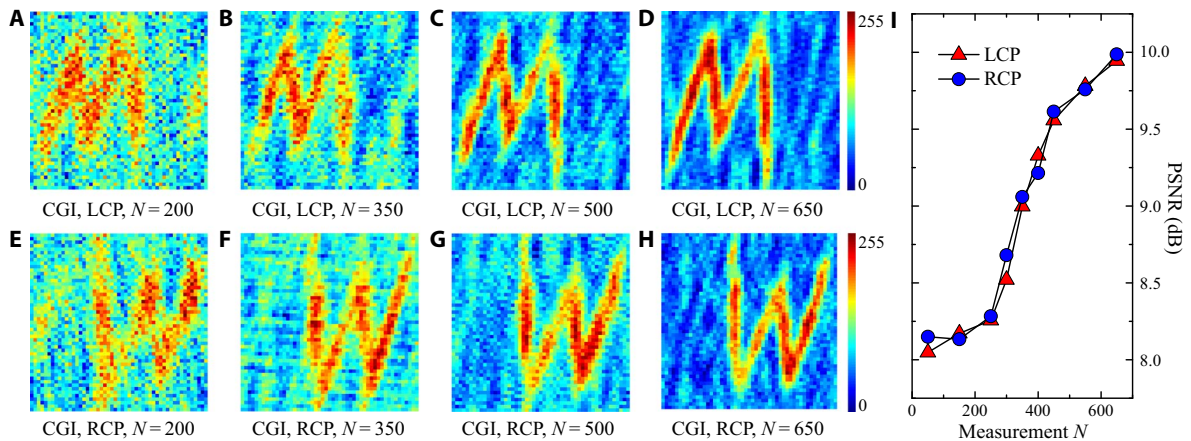 A B C D 255 I
LCP
RCP
0
CGI, LCP, N = 200 CGI, LCP, N = 350 CGI, LCP, N = 500 CGI, LCP, N = 650
E F G H 255
0
CGI, RCP, N = 200 CGI, RCP, N = 350 CGI, RCP, N = 500 CGI, RCP, N = 650
10.0
9.5
9.0
8.5
8.0
PSNR (dB)
0 200 400 600
Measurement N